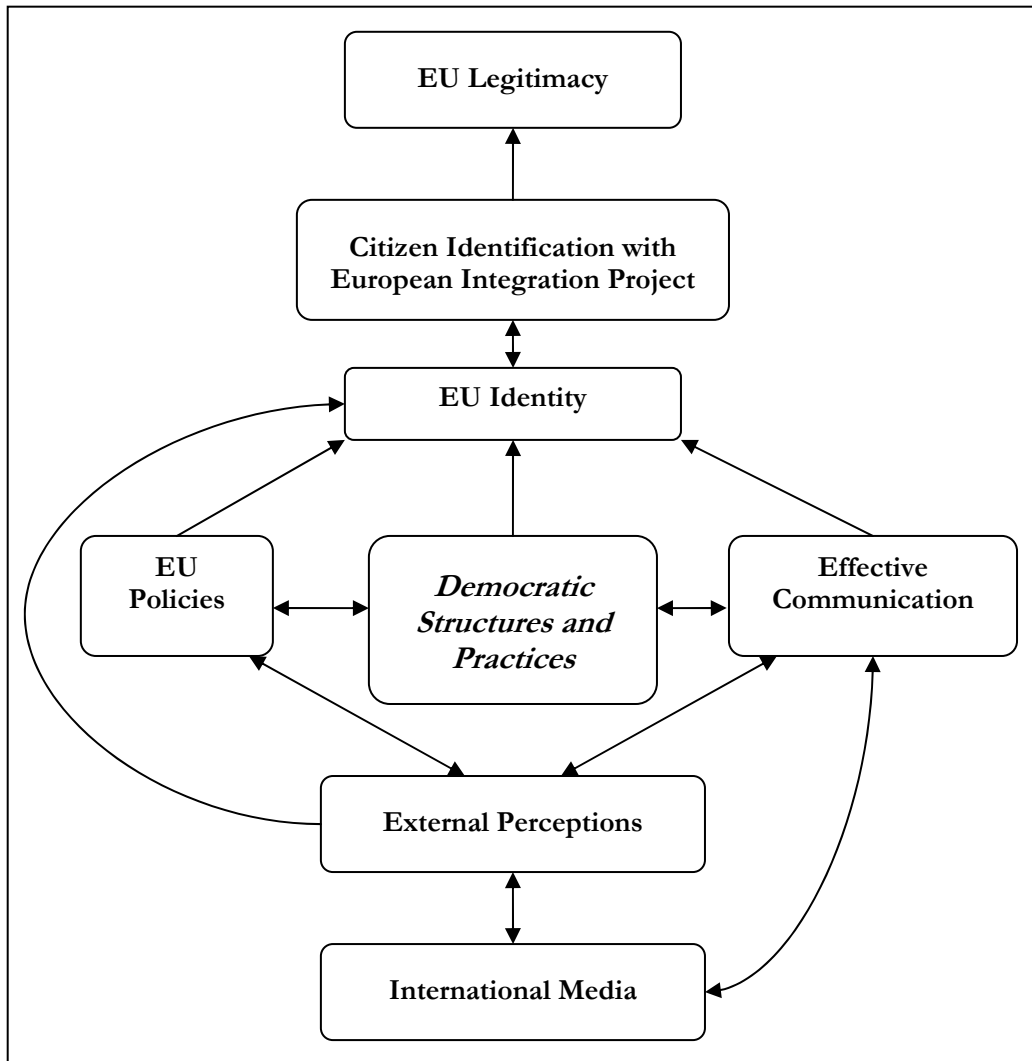 EU Legitimacy
Citizen Identification with
European Integration Project
EU Identity
EU
Policies
Democratic
Structures and
Practices
Effective
Communication
External Perceptions
International Media